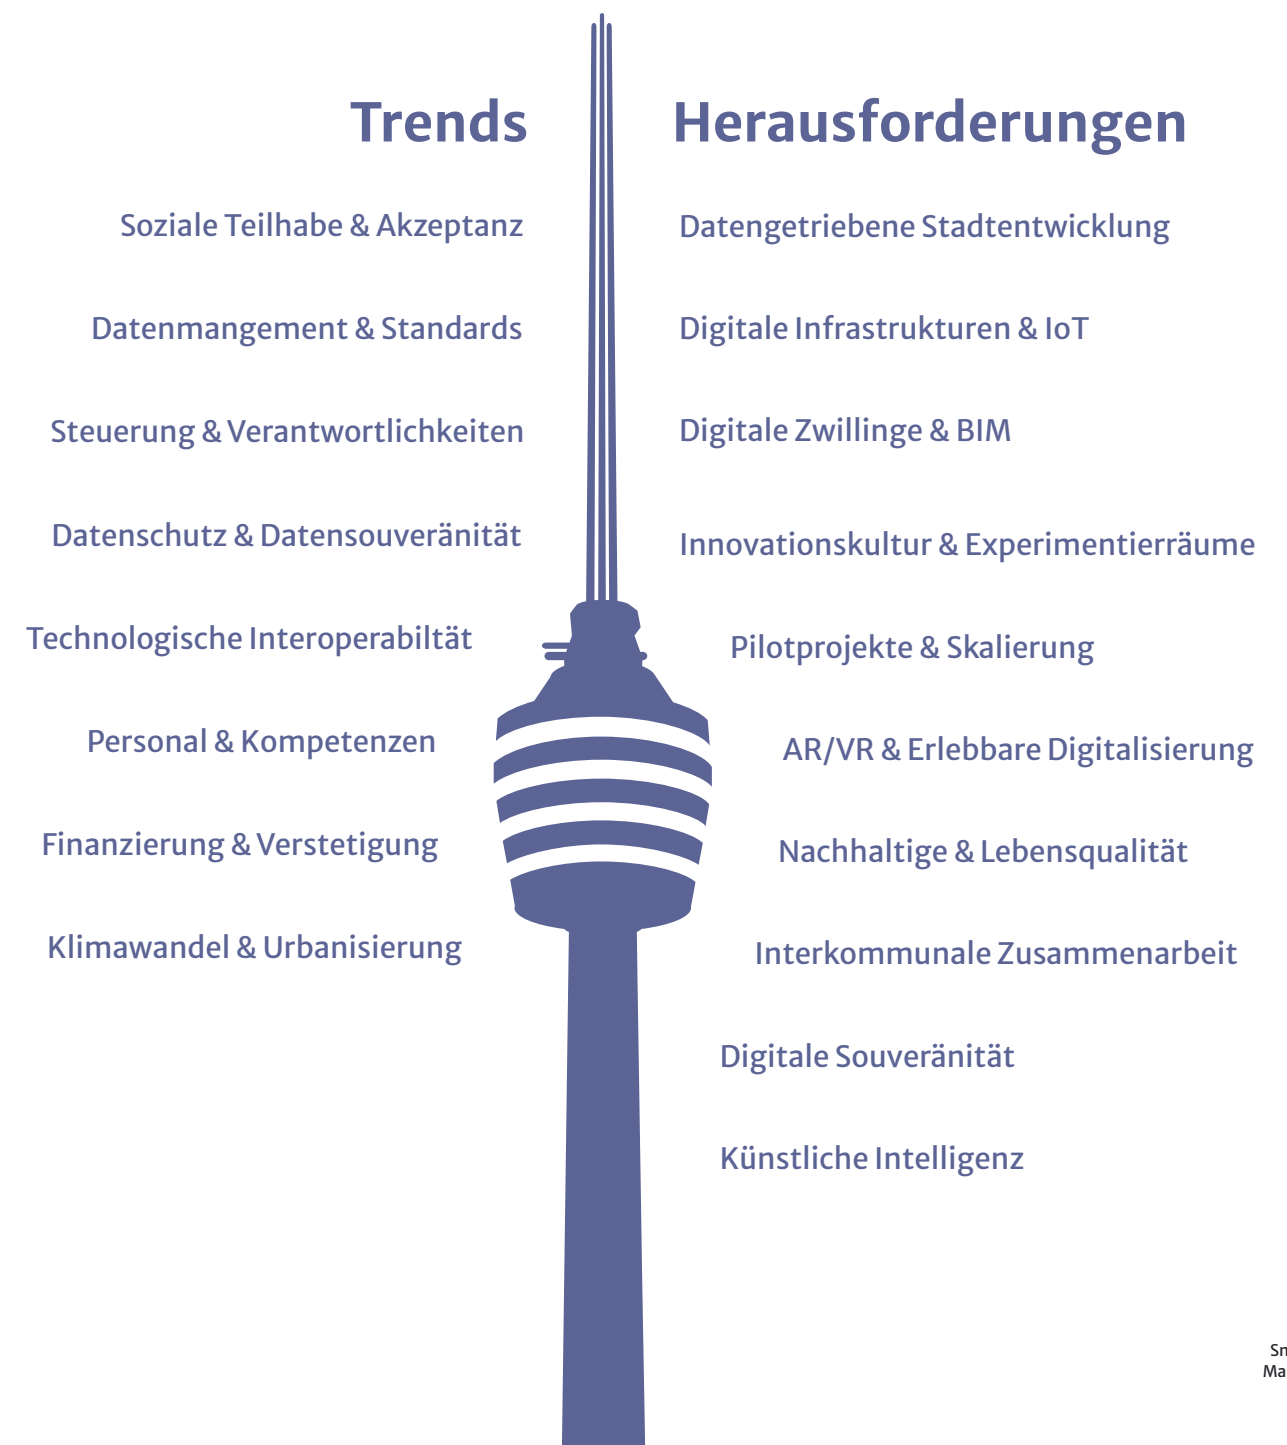 Trends
Soziale Teilhabe & Akzeptanz
Datenmangement & Standards
Steuerung & Verantwortlichkeiten
Datenschutz & Datensouveränität
Technologische Interoperabiltät
Personal & Kompetenzen
Finanzierung & Verstetigung
Klimawandel & Urbanisierung
Herausforderungen
Datengetriebene Stadtentwicklung
Digitale Infrastrukturen & IoT
Digitale Zwillinge & BIM
Innovationskultur & Experimentierräume
Pilotprojekte & Skalierung
AR/VR & Erlebbare Digitalisierung
Nachhaltige & Lebensqualität
Interkommunale Zusammenarbeit
Digitale Souveränität
Künstliche Intelligenz